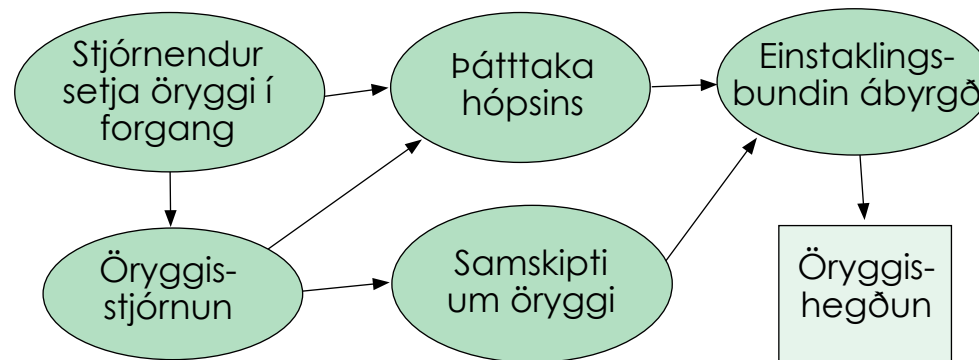 Stjórnendur
setja öryggi í
forgang
Þátttaka
hópsins
Einstaklings-
bundin ábyrgð
Öryggis-
stjórnun
Samskipti
um öryggi
Öryggis-
hegðun